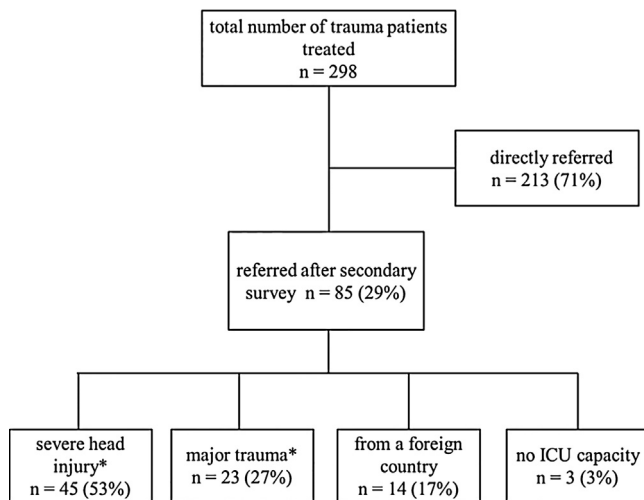 total number of trauma patients
treated
n = 298
directly referred
n = 213 (71%)
referred after secondary
survey n = 85 (29%)
severe head
injury*
n = 45 (53%)
major trauma*
n = 23 (27%)
from a foreign
country
n = 14 (17%)
no ICU capacity
n = 3 (3%)